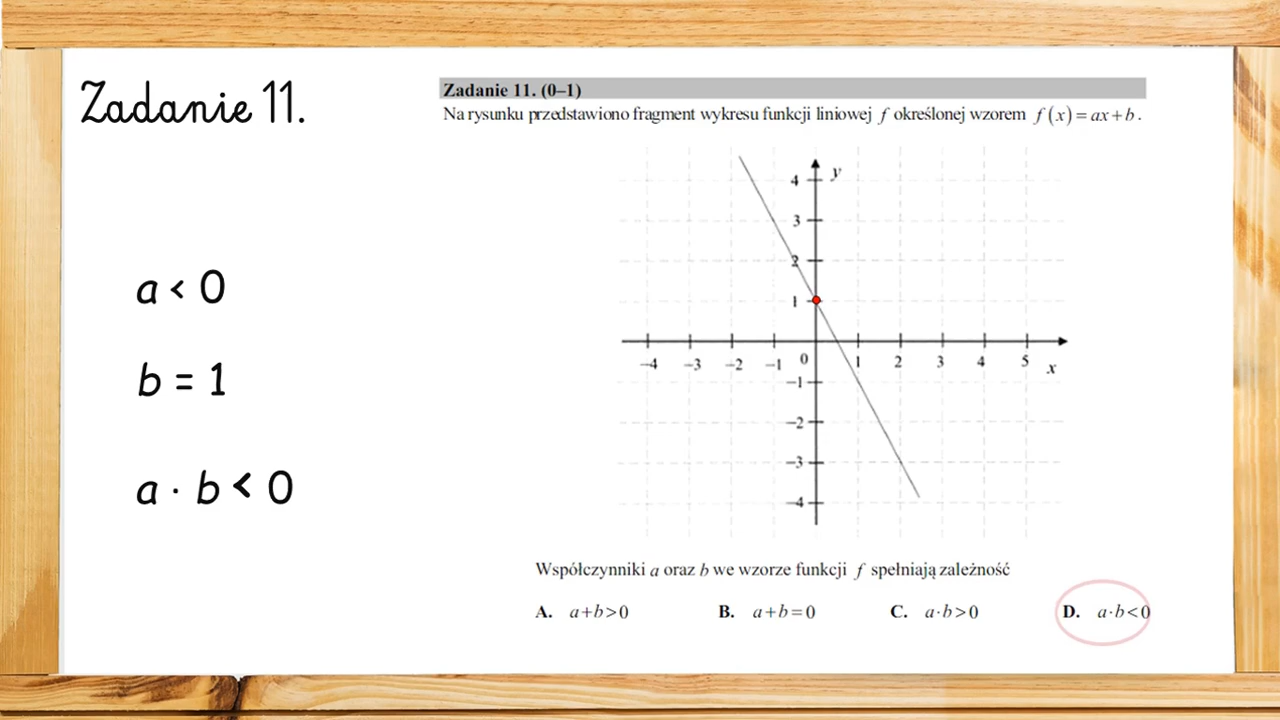 Zadanie 11.
a < 0
b = 1
a · b < 0
Zadanie 11. (0–1)
Na rysunku przedstawiono fragment wykresu funkcji liniowej f określonej wzorem f(x)=ax+b.
y
4
3
2
1
–4 –3 –2 –1 0 1 2 3 4 5 x
–1
–2
–3
–4
Współczynniki a oraz b we wzorze funkcji f spełniają zależność
A. a+b>0 B. a+b=0 C. a·b>0 D. a·b<0